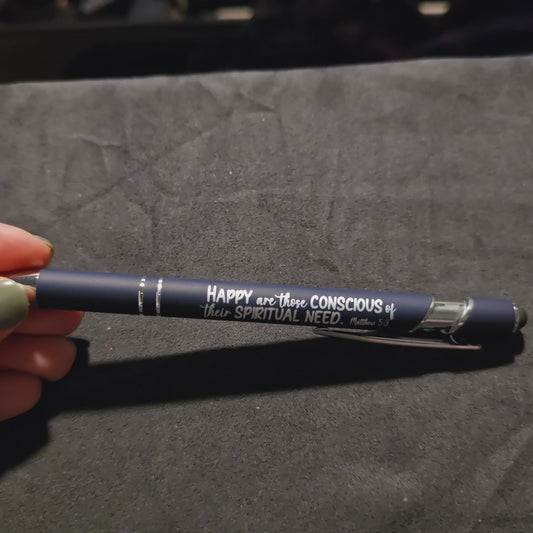 HAPPY are those CONSCIOUS of
their SPIRITUAL NEED. Matthew 5:3